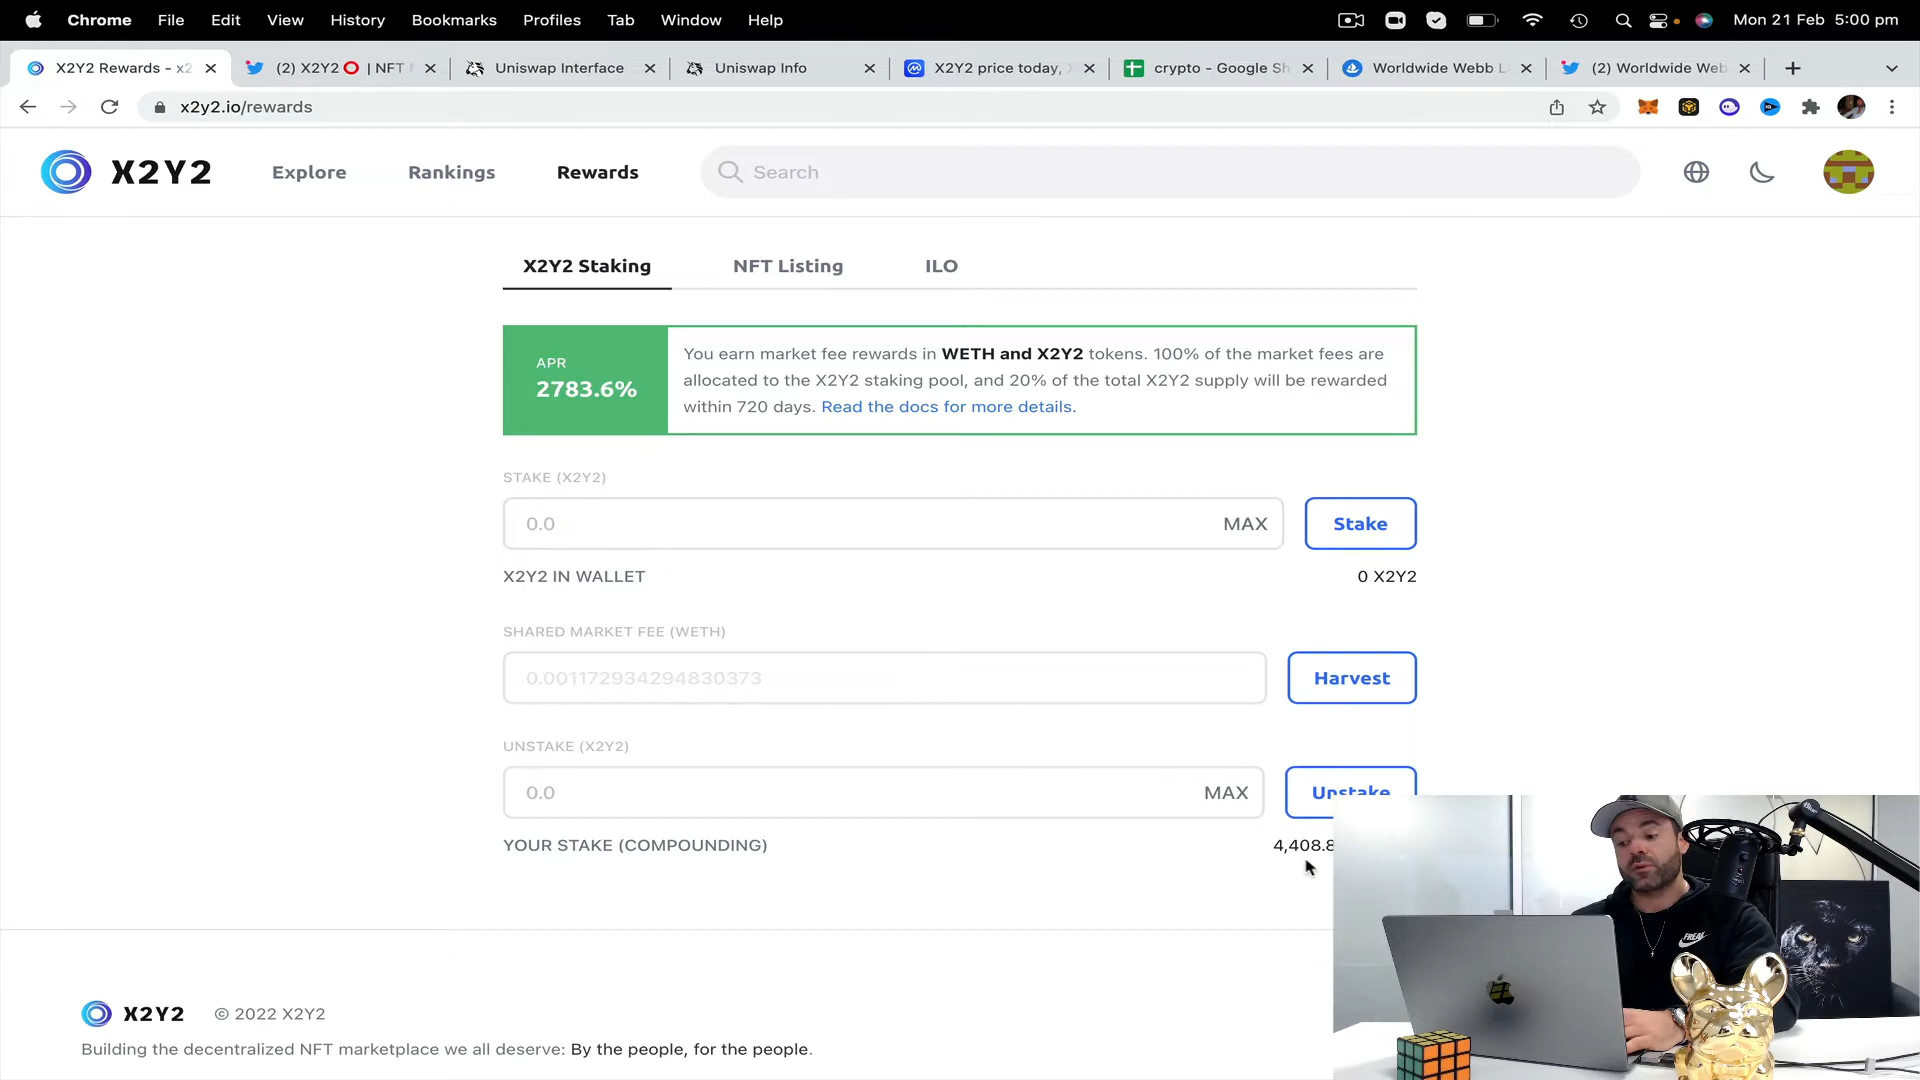 Chrome File Edit View History Bookmarks Profiles Tab Window Help Mon 21 Feb 5:00 pm
X2Y2 Rewards - x2 (2) X2Y2 | NFT Uniswap Interface Uniswap Info X2Y2 price today, crypto - Google Sh Worldwide Webb L (2) Worldwide Web
x2y2.io/rewards
X2Y2 Explore Rankings Rewards Search
X2Y2 Staking NFT Listing ILO
You earn market fee rewards in WETH and X2Y2 tokens. 100% of the market fees are
APR
allocated to the X2Y2 staking pool, and 20% of the total X2Y2 supply will be rewarded
2783.6%
within 720 days. Read the docs for more details.
STAKE (X2Y2)
0.0 MAX Stake
X2Y2 IN WALLET 0 X2Y2
SHARED MARKET FEE (WETH)
0.001172934294830373 Harvest
UNSTAKE (X2Y2)
0.0 MAX Unstake
YOUR STAKE (COMPOUNDING) 4,408.8
FREAK
X2Y2 © 2022 X2Y2
Building the decentralized NFT marketplace we all deserve: By the people, for the people.